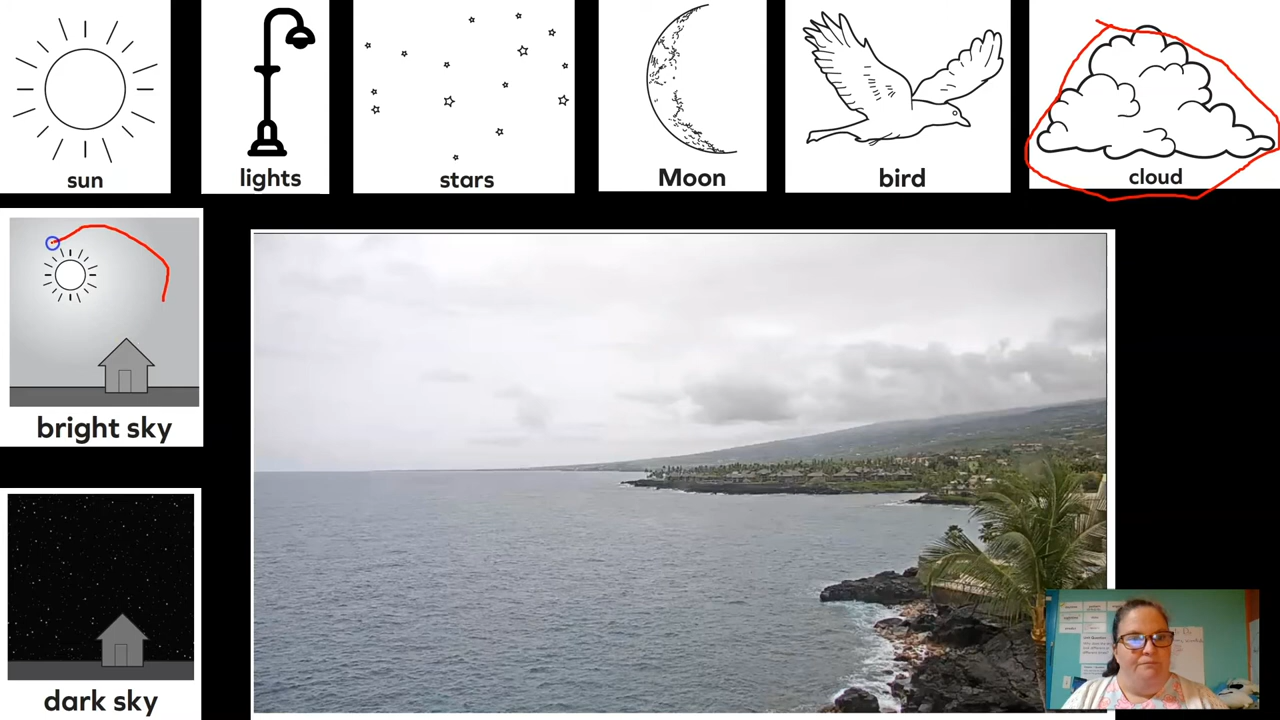 sun
lights
stars
Moon
bird
cloud
bright sky
dark sky